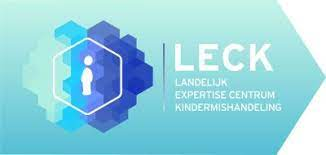 LECK
LANDELIJK
EXPERTISE CENTRUM
KINDERMISHANDELING